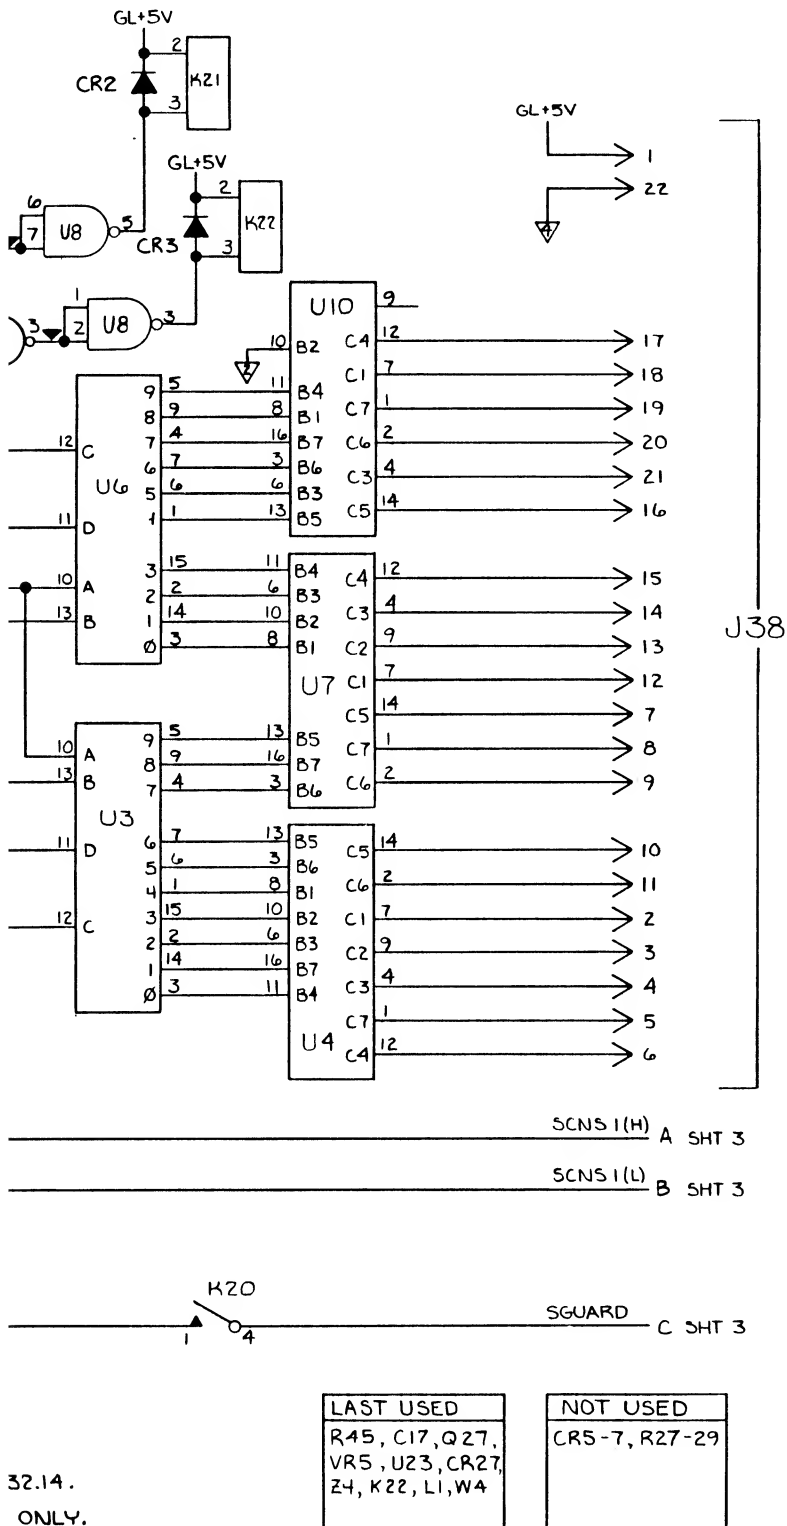 GL+5V
2
CR2
K21
3
GL+5V
1
GL+5V
2
22
6
5
K22
4
7
U8
CR3
3
1
U10
9
3
2
U8
3
10
B2
C4
12
17
2
C1
7
18
9
5
11
B4
8
9
8
B1
C7
1
19
12
7
4
16
B7
C6
2
20
C
6
7
3
B6
C3
4
21
U6
5
6
6
B3
C5
14
16
11
D
4
1
13
B5
3
15
11
B4
C4
12
15
10
A
2
2
6
B3
C3
4
14
13
B
1
14
10
B2
C2
9
13
Ø
3
8
B1
J38
U7
C1
7
12
C5
14
7
10
A
9
5
13
B5
C7
1
8
13
B
8
9
16
B7
C6
2
9
7
4
3
B6
U3
11
D
6
7
13
B5
C5
14
10
5
6
3
B6
C6
2
11
4
1
8
B1
12
C
3
15
10
B2
C1
7
2
2
2
6
B3
C2
9
3
1
14
16
B7
C3
4
4
Ø
3
11
B4
C7
1
5
U4
C4
12
6
SCNS 1(H)
A SHT 3
SCNS 1(L)
B SHT 3
K20
SGUARD
C SHT 3
1
4
LAST USED
R45, C17, Q27,
VR5, U23, CR27,
Z4, K22, L1, W4
NOT USED
CR5-7, R27-29
32.14.
ONLY.